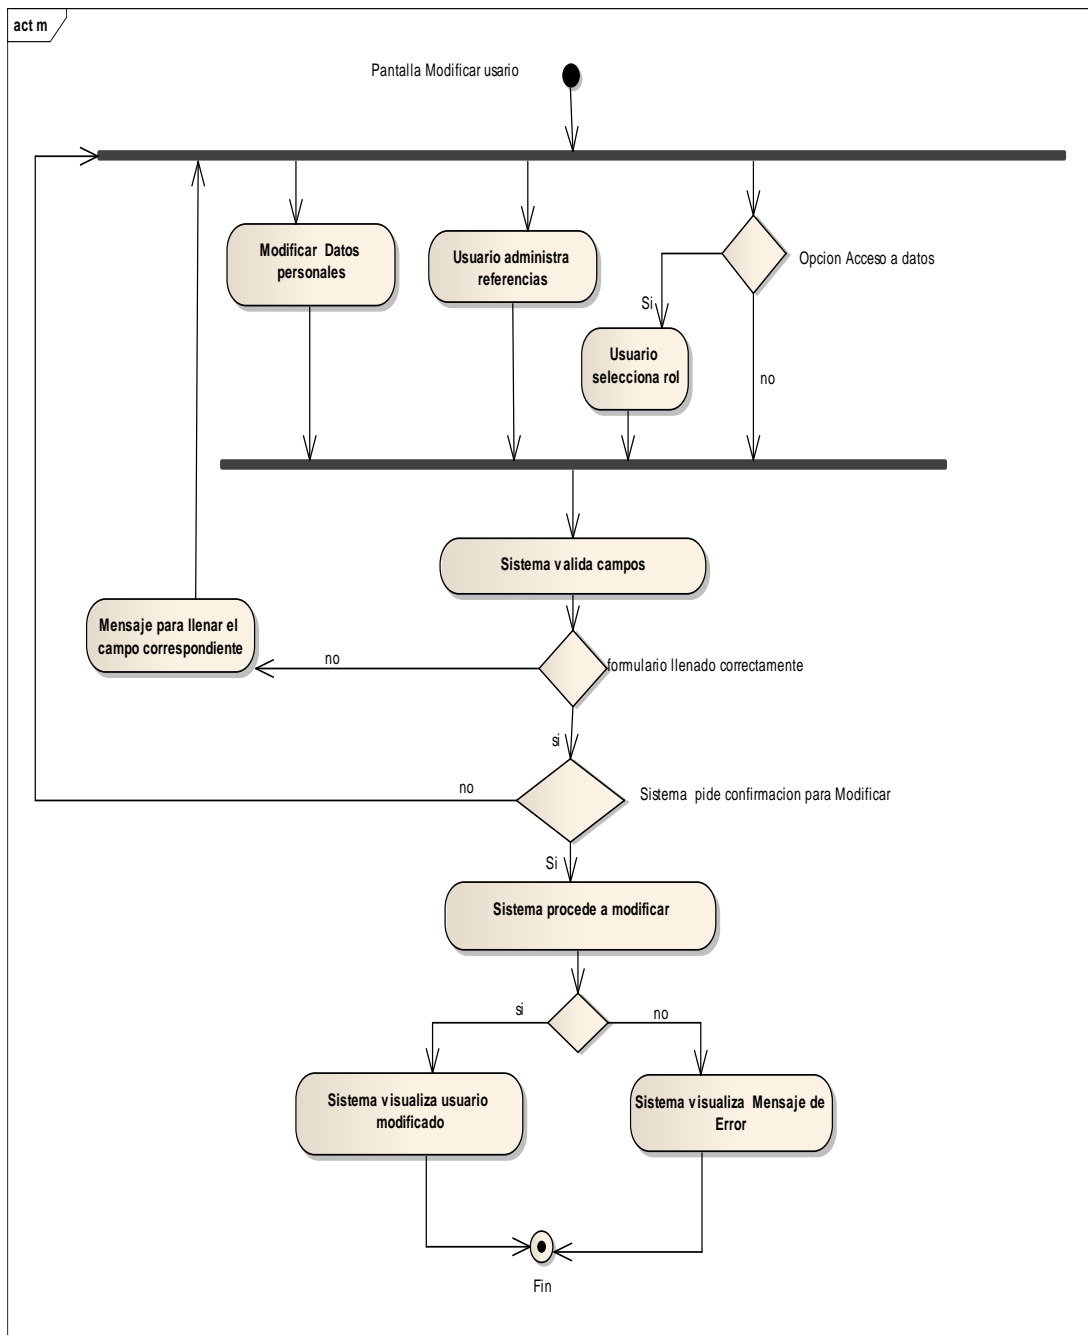 act m
Pantalla Modificar usario
Modificar Datos
personales
Usuario administra
referencias
Opcion Acceso a datos
Si
Usuario
selecciona rol
no
Sistema valida campos
Mensaje para llenar el
campo correspondiente
no
formulario llenado correctamente
si
no
Sistema pide confirmacion para Modificar
Si
Sistema procede a modificar
si
no
Sistema visualiza usuario
modificado
Sistema visualiza Mensaje de
Error
Fin